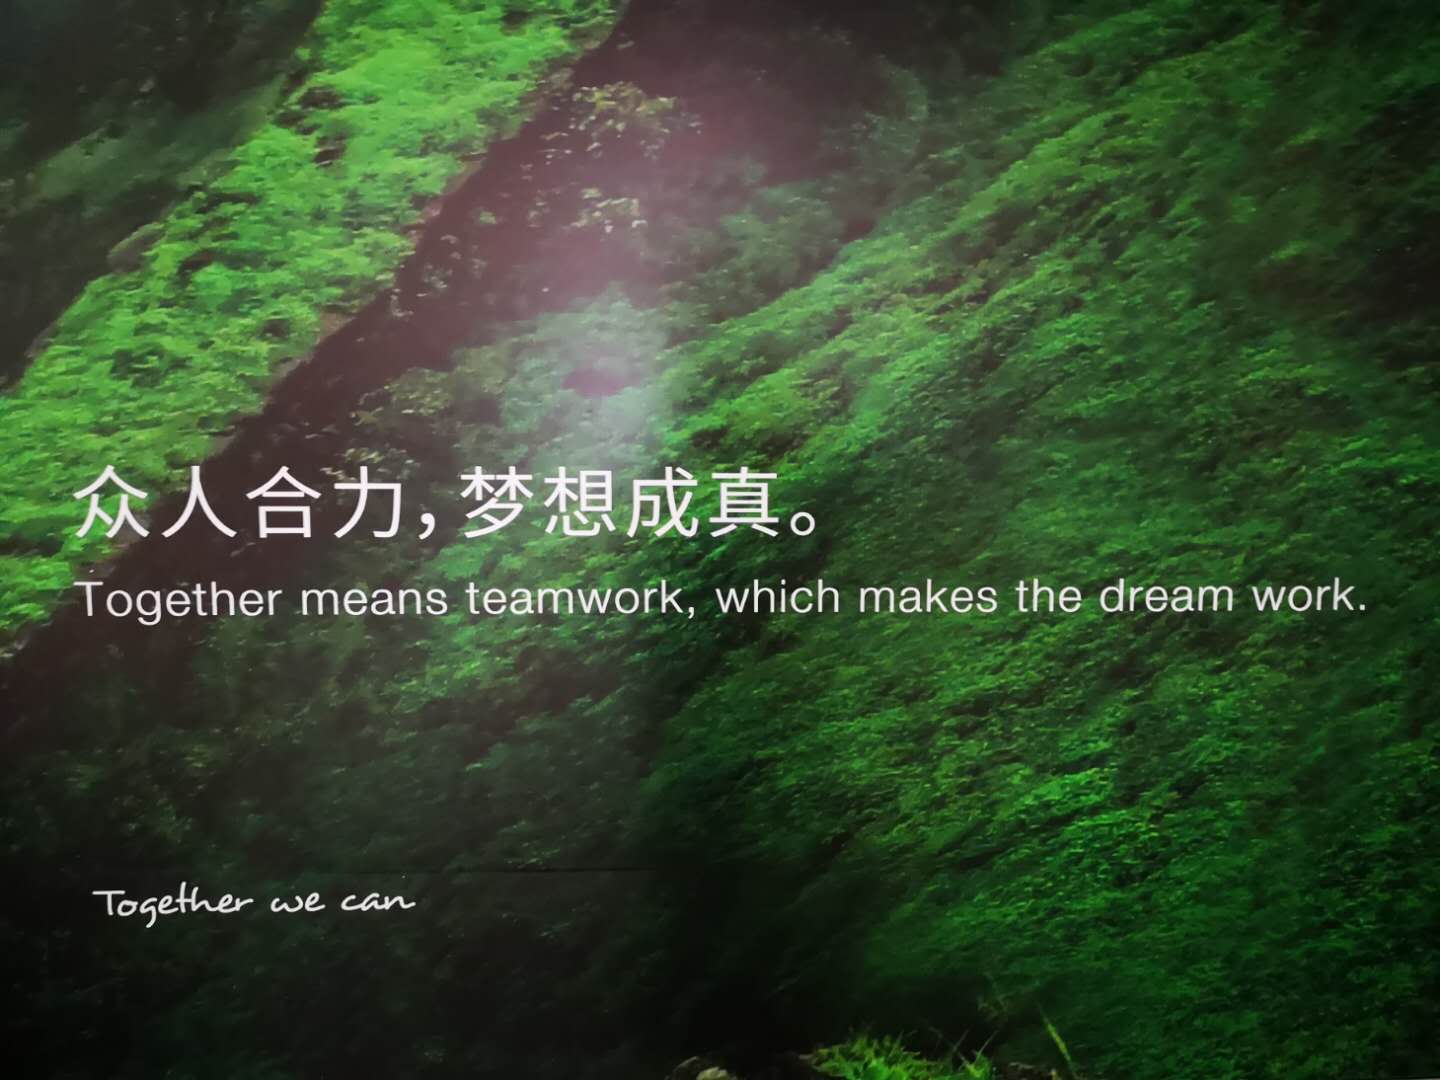 众人合力，梦想成真。
Together means teamwork, which makes the dream work.
Together we can